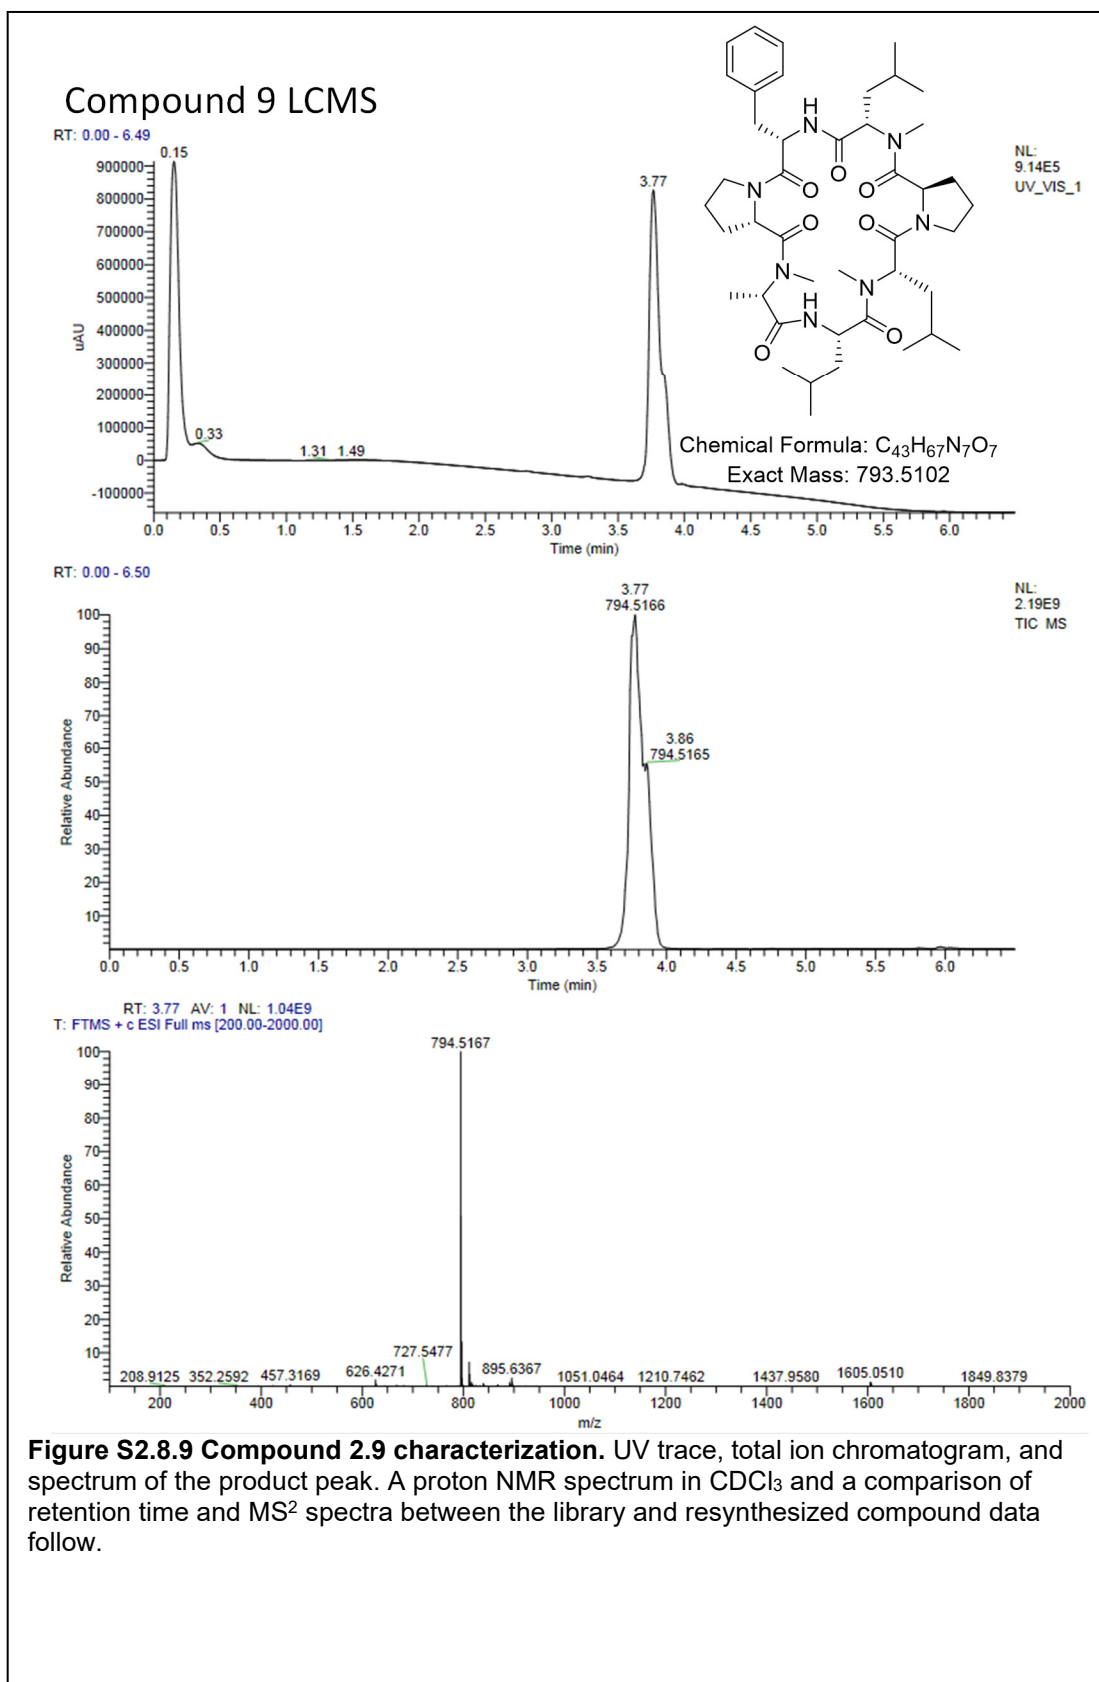 Compound 9 LCMS
RT: 0.00 - 6.49
NL:
9.14E5
UV_VIS_1
0.15
3.77
0.33
1.31 1.49
900000
800000
700000
600000
500000
400000
300000
200000
100000
0
-100000
uAU
0.0 0.5 1.0 1.5 2.0 2.5 3.0 3.5 4.0 4.5 5.0 5.5 6.0
Time (min)
H
N
O
N
O
N
O
N
O
N
O
H
N
O
N
O
Chemical Formula: C43H67N7O7
Exact Mass: 793.5102
RT: 0.00 - 6.50
NL:
2.19E9
TIC MS
3.77
794.5166
3.86
794.5165
100
90
80
70
60
50
40
30
20
10
Relative Abundance
0.0 0.5 1.0 1.5 2.0 2.5 3.0 3.5 4.0 4.5 5.0 5.5 6.0
Time (min)
RT: 3.77 AV: 1 NL: 1.04E9
T: FTMS + c ESI Full ms [200.00-2000.00]
794.5167
100
90
80
70
60
50
40
30
20
10
Relative Abundance
208.9125 352.2592 457.3169 626.4271 727.5477 895.6367 1051.0464 1210.7462 1437.9580 1605.0510 1849.8379
200 400 600 800 1000 1200 1400 1600 1800 2000
m/z
Figure S2.8.9 Compound 2.9 characterization. UV trace, total ion chromatogram, and
spectrum of the product peak. A proton NMR spectrum in CDCl3 and a comparison of
retention time and MS² spectra between the library and resynthesized compound data
follow.